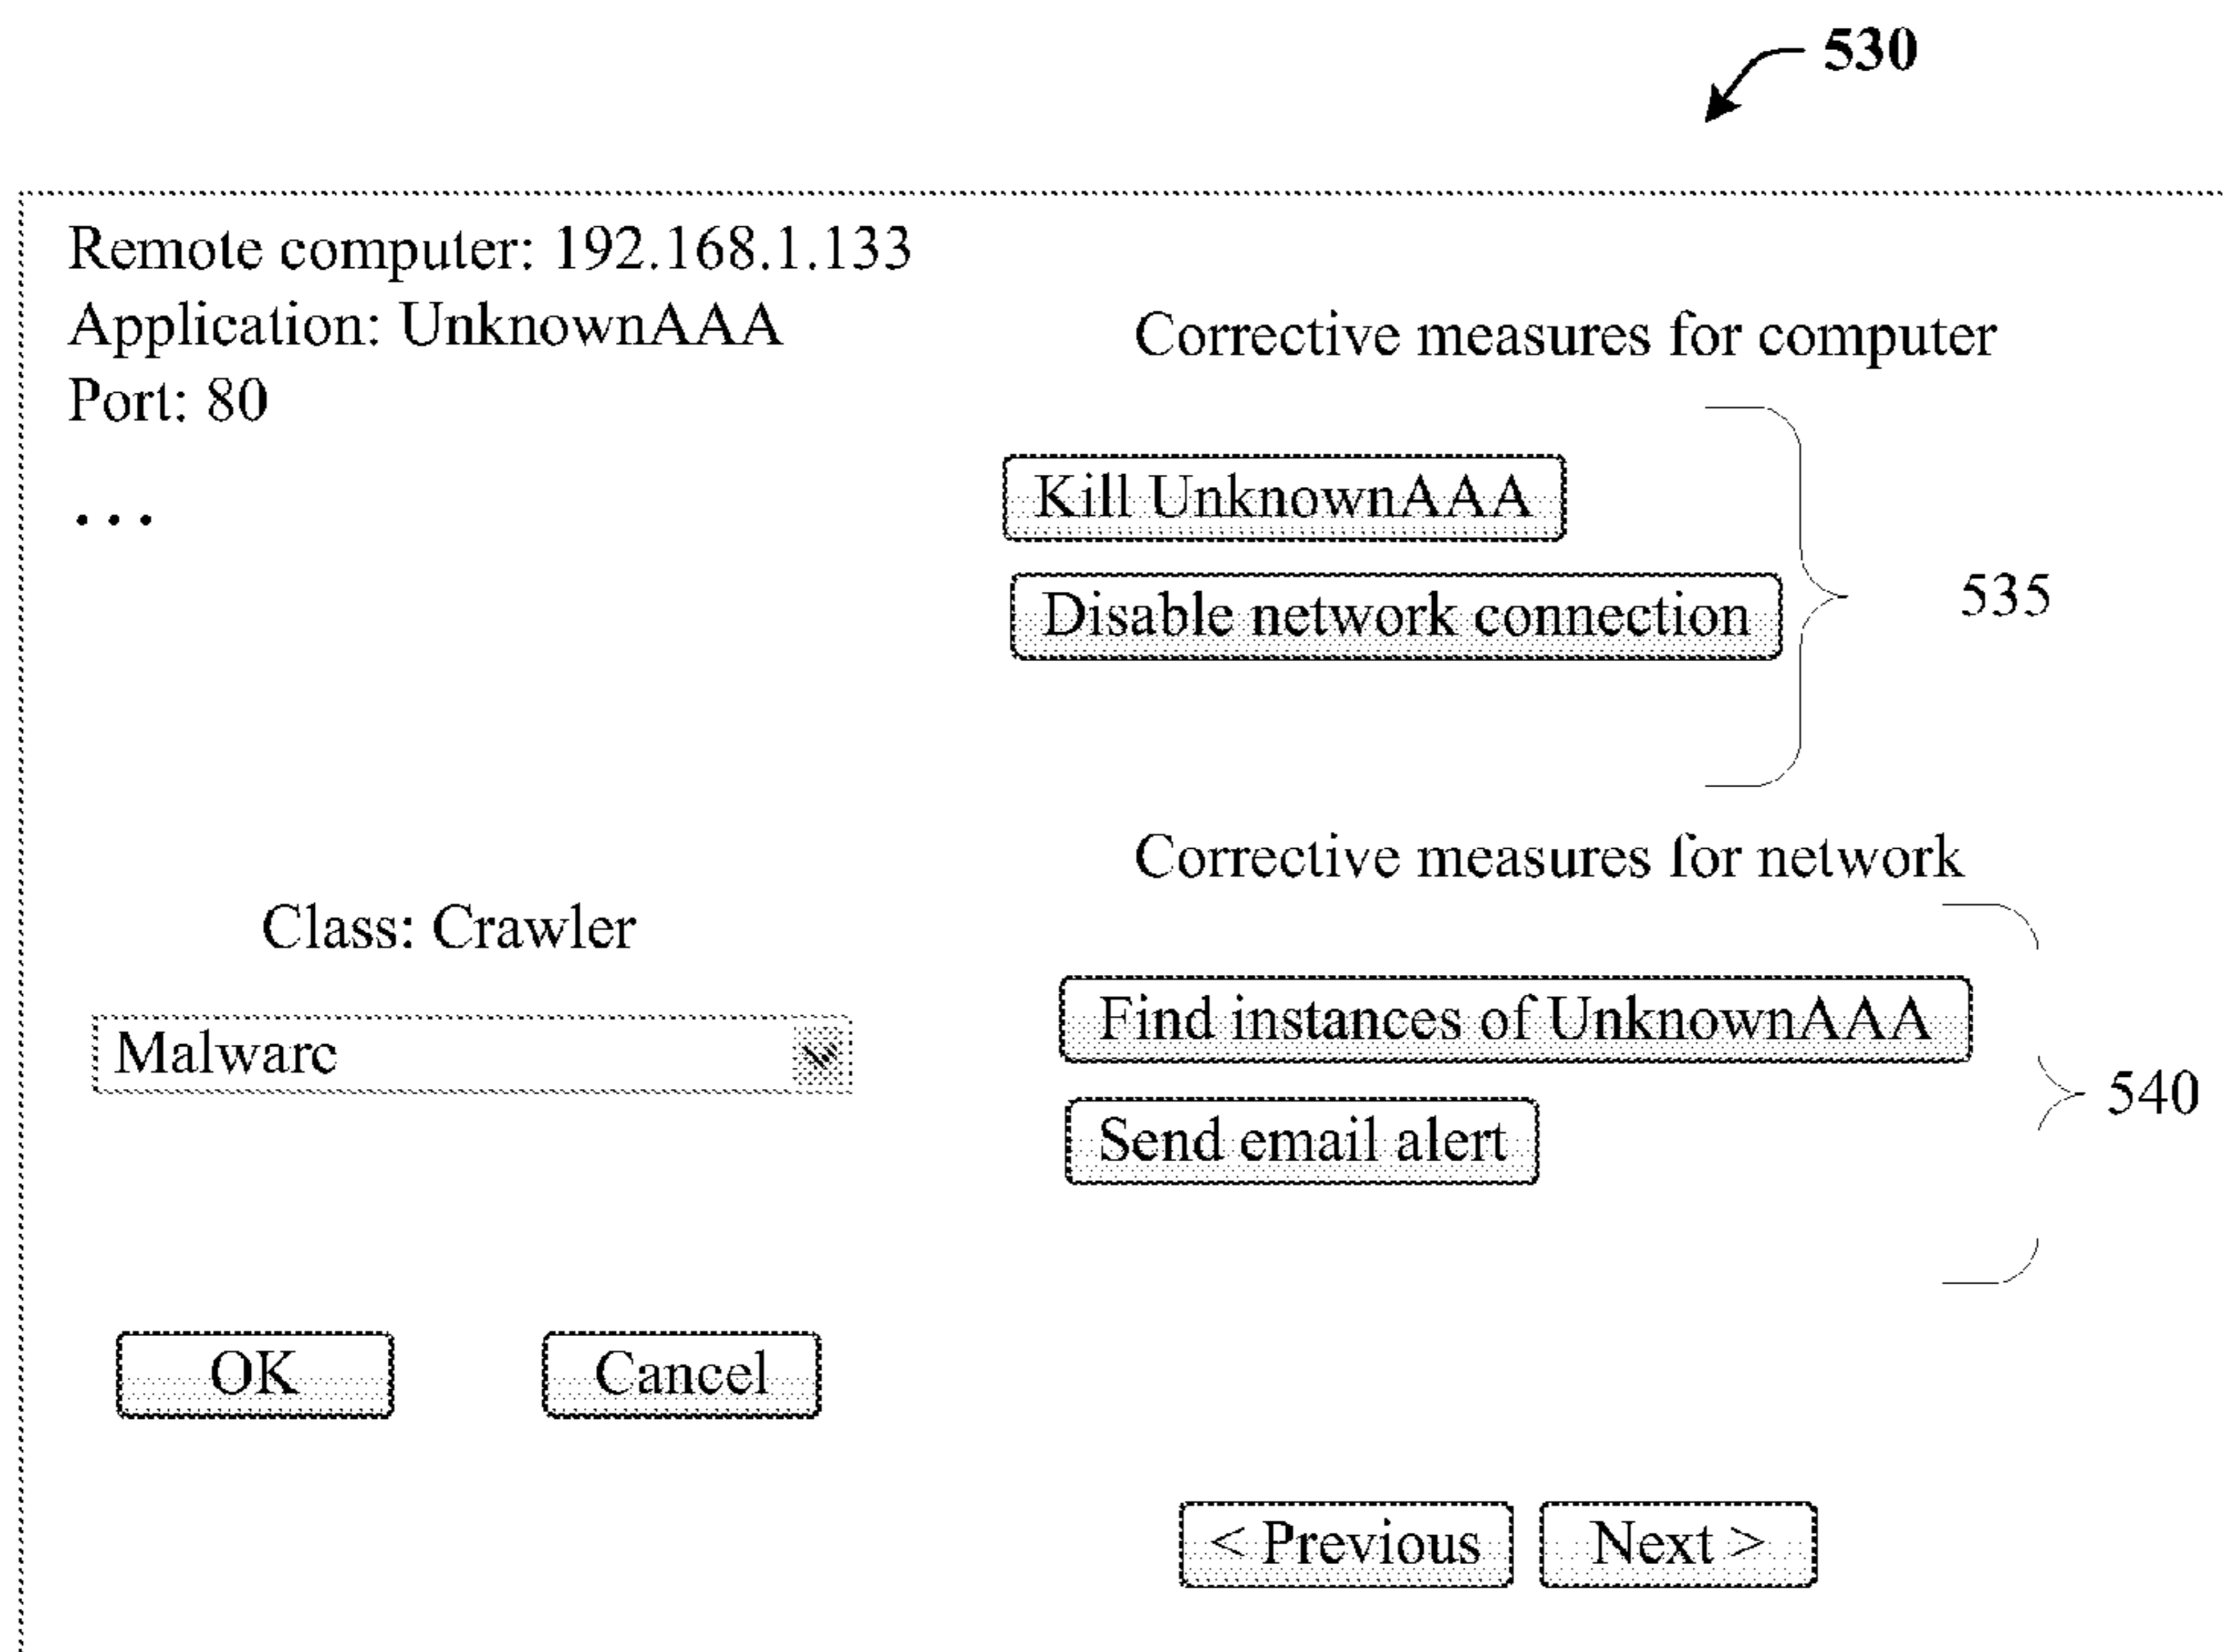 530
Remote computer: 192.168.1.133
Application: UnknownAAA
Port: 80
...
Corrective measures for computer
Kill UnknownAAA
Disable network connection
535
Corrective measures for network
Class: Crawler
Malware
Find instances of UnknownAAA
Send email alert
540
OK
Cancel
< Previous
Next >